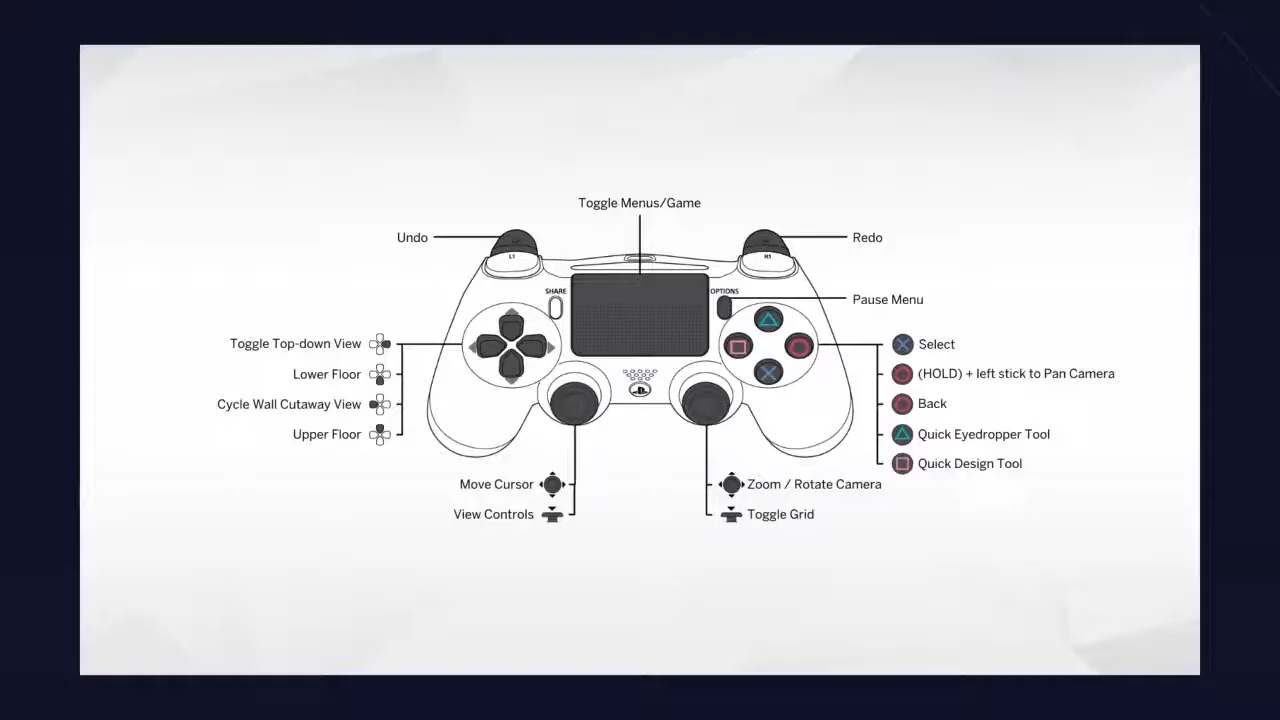 Toggle Menus/Game
Undo
Redo
L1
R1
SHARE
OPTIONS
Pause Menu
Toggle Top-down View
Lower Floor
Cycle Wall Cutaway View
Upper Floor
Select
(HOLD) + left stick to Pan Camera
Back
Quick Eyedropper Tool
Quick Design Tool
Move Cursor
View Controls
Zoom / Rotate Camera
Toggle Grid